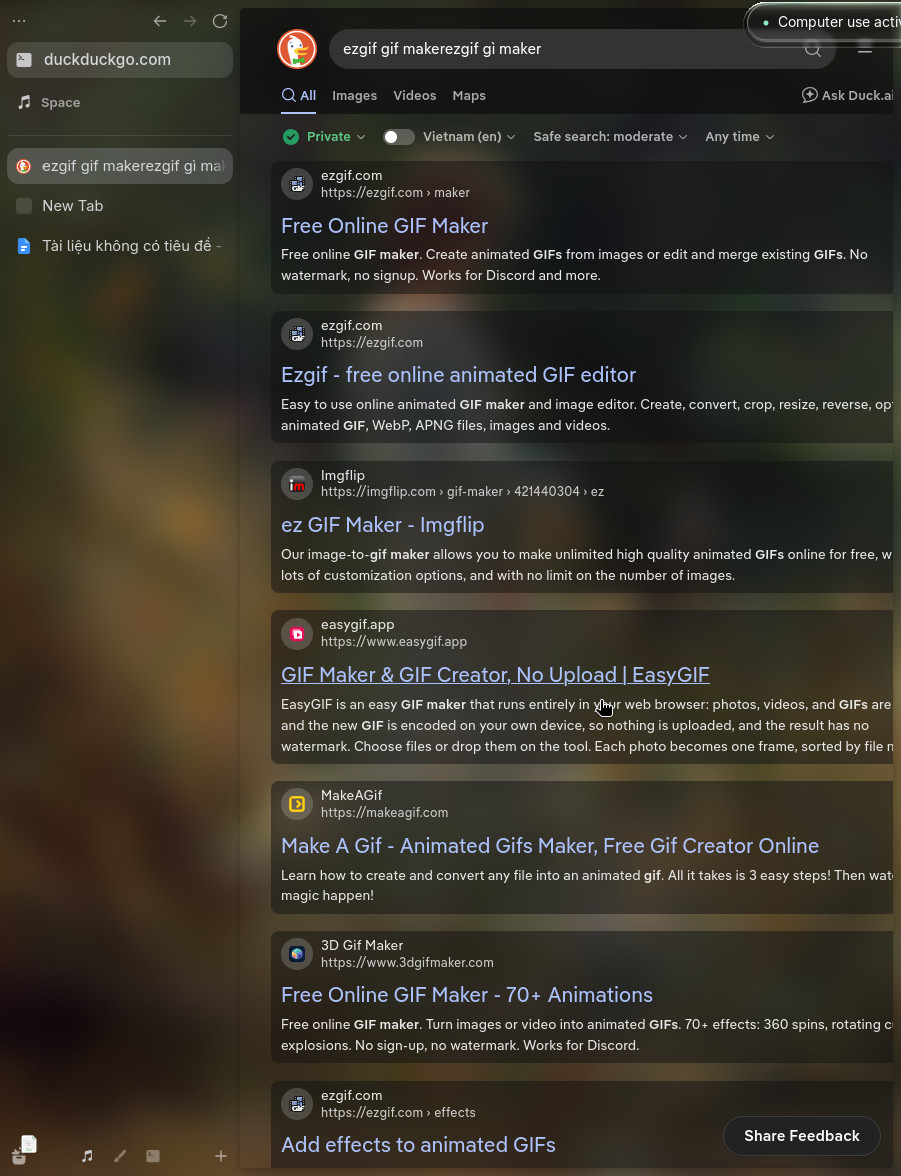 Computer use activ
duckduckgo.com
ezgif gif makerezgif gì maker
Space
All
Images
Videos
Maps
Ask Duck.ai
Private
Vietnam (en)
Safe search: moderate
Any time
ezgif gif makerezgif gì mak
New Tab
Tài liệu không có tiêu đề -
ezgif.com
https://ezgif.com › maker
Free Online GIF Maker
Free online GIF maker. Create animated GIFs from images or edit and merge existing GIFs. No
watermark, no signup. Works for Discord and more.
ezgif.com
https://ezgif.com
Ezgif - free online animated GIF editor
Easy to use online animated GIF maker and image editor. Create, convert, crop, resize, reverse, opt
animated GIF, WebP, APNG files, images and videos.
Imgflip
https://imgflip.com › gif-maker › 421440304 › ez
ez GIF Maker - Imgflip
Our image-to-gif maker allows you to make unlimited high quality animated GIFs online for free, w
lots of customization options, and with no limit on the number of images.
easygif.app
https://www.easygif.app
GIF Maker & GIF Creator, No Upload | EasyGIF
EasyGIF is an easy GIF maker that runs entirely in your web browser: photos, videos, and GIFs are
and the new GIF is encoded on your own device, so nothing is uploaded, and the result has no
watermark. Choose files or drop them on the tool. Each photo becomes one frame, sorted by file n
MakeAGif
https://makeagif.com
Make A Gif - Animated Gifs Maker, Free Gif Creator Online
Learn how to create and convert any file into an animated gif. All it takes is 3 easy steps! Then wat
magic happen!
3D Gif Maker
https://www.3dgifmaker.com
Free Online GIF Maker - 70+ Animations
Free online GIF maker. Turn images or video into animated GIFs. 70+ effects: 360 spins, rotating c
explosions. No sign-up, no watermark. Works for Discord.
ezgif.com
https://ezgif.com › effects
Add effects to animated GIFs
Share Feedback